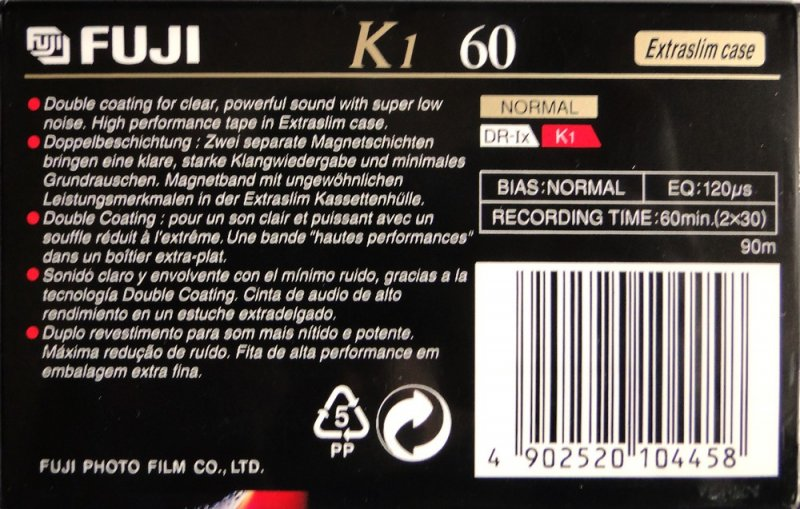 FUJI
FUJI K1 60 Extraslim case
Double coating for clear, powerful sound with super low
noise. High performance tape in Extraslim case.
Doppelbeschichtung : Zwei separate Magnetschichten
bringen eine klare, starke Klangwiedergabe und minimales
Grundrauschen. Magnetband mit ungewöhnlichen
Leistungsmerkmalen in der Extraslim Kassettenhülle.
Double Coating : pour un son clair et puissant avec un
souffle réduit à l'extrême. Une bande "hautes performances"
dans un boîtier extra-plat.
Sonido claro y envolvente con el mínimo ruido, gracias a la
tecnología Double Coating. Cinta de audio de alto
rendimiento en un estuche extradelgado.
Duplo revestimento para som mais nítido e potente.
Máxima redução de ruído. Fita de alta performance em
embalagem extra fina.
NORMAL
DR-Ix K1
BIAS:NORMAL EQ:120µs
RECORDING TIME:60min.(2×30)
90m
5
PP
FUJI PHOTO FILM CO., LTD.
4 902520 104458